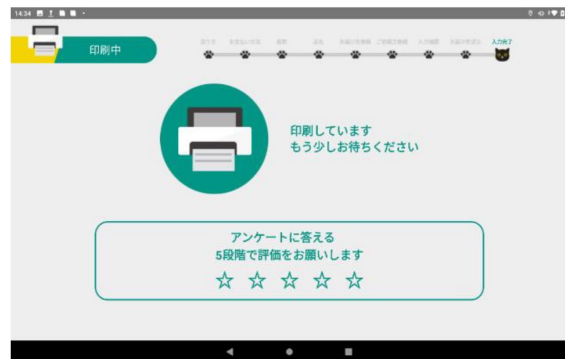 14:34
印刷中
入力完了
印刷しています
もう少しお待ちください
アンケートに答える
5段階で評価をお願いします